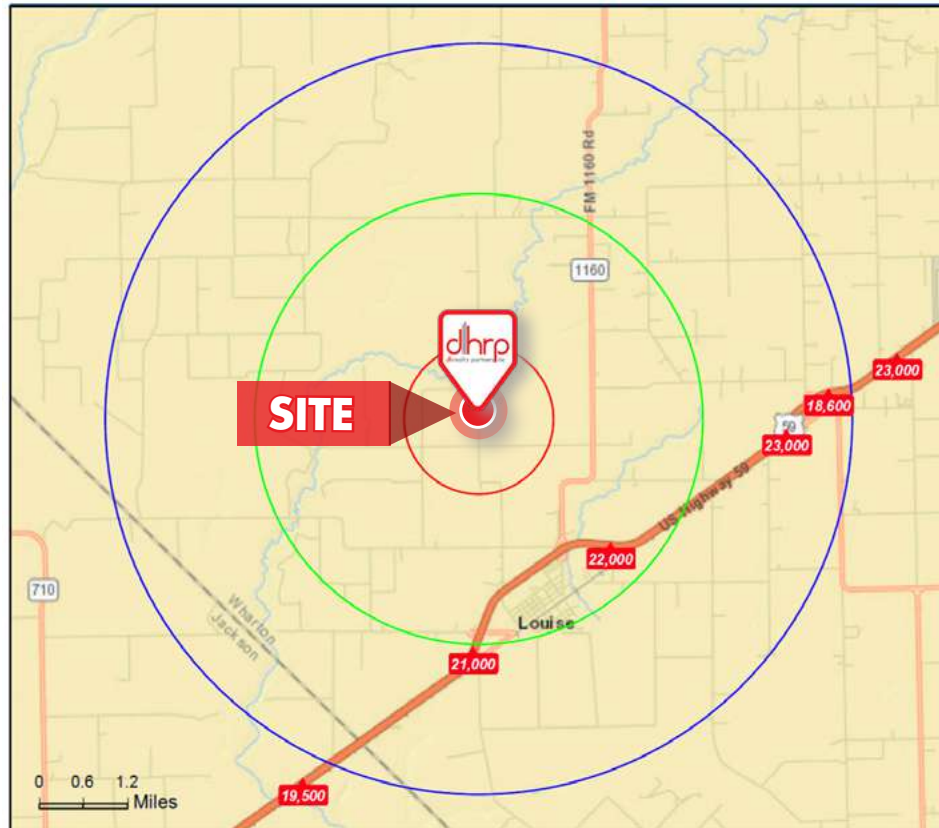 FM 1160 Rd
1160
dhrp
SITE
23,000
18,600
59
23,000
US Highway 59
22,000
710
Wharton
Jackson
Louise
21,000
0 0.6 1.2
Miles
19,500